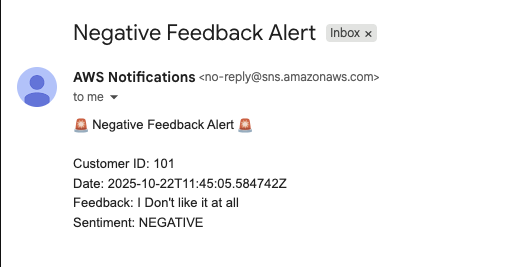 Negative Feedback Alert Inbox ×
AWS Notifications <no-reply@sns.amazonaws.com>
to me
🚨 Negative Feedback Alert 🚨
Customer ID: 101
Date: 2025-10-22T11:45:05.584742Z
Feedback: I Don't like it at all
Sentiment: NEGATIVE